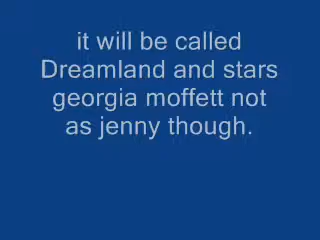 it will be called
Dreamland and stars
georgia moffett not
as jenny though.